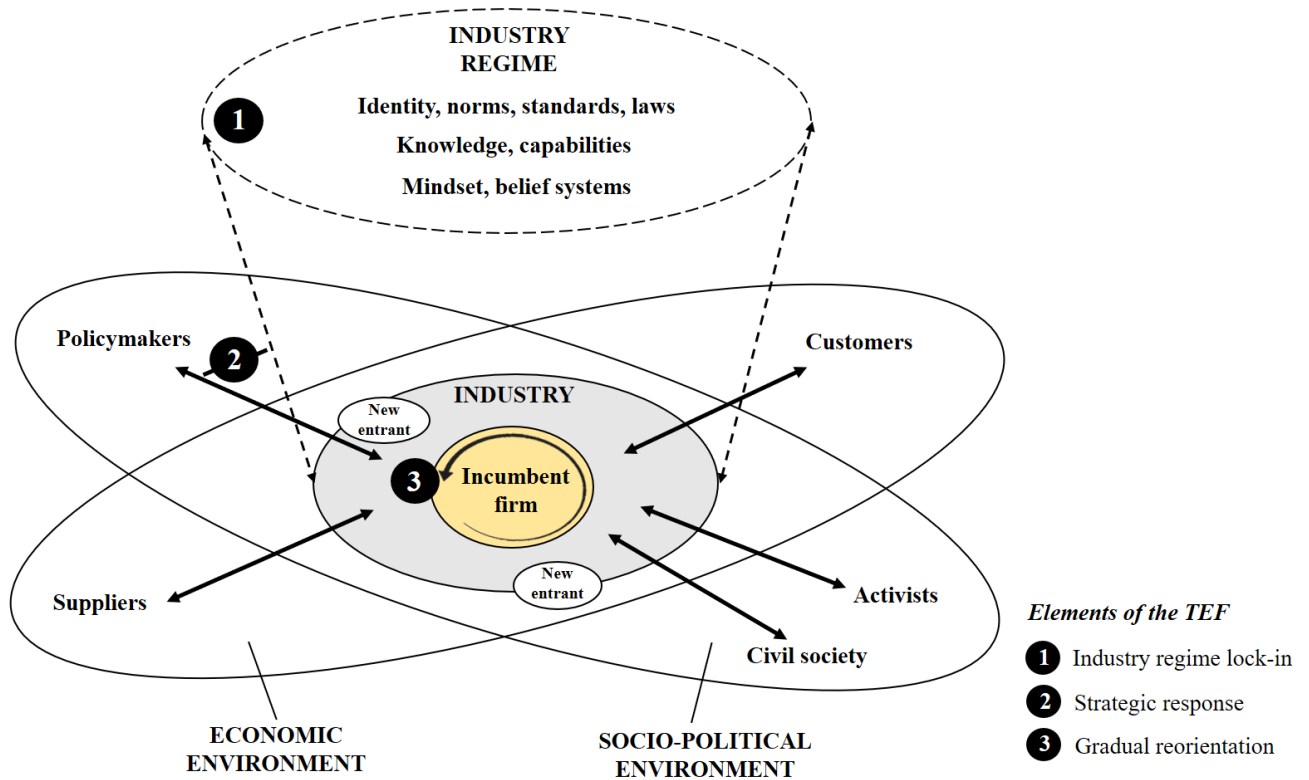 INDUSTRY
REGIME
Identity, norms, standards, laws
1
Knowledge, capabilities
Mindset, belief systems
Policymakers
2
Customers
INDUSTRY
New
entrant
3
Incumbent
firm
New
entrant
Suppliers
Activists
Civil society
ECONOMIC
ENVIRONMENT
SOCIO-POLITICAL
ENVIRONMENT
Elements of the TEF
1 Industry regime lock-in
2 Strategic response
3 Gradual reorientation